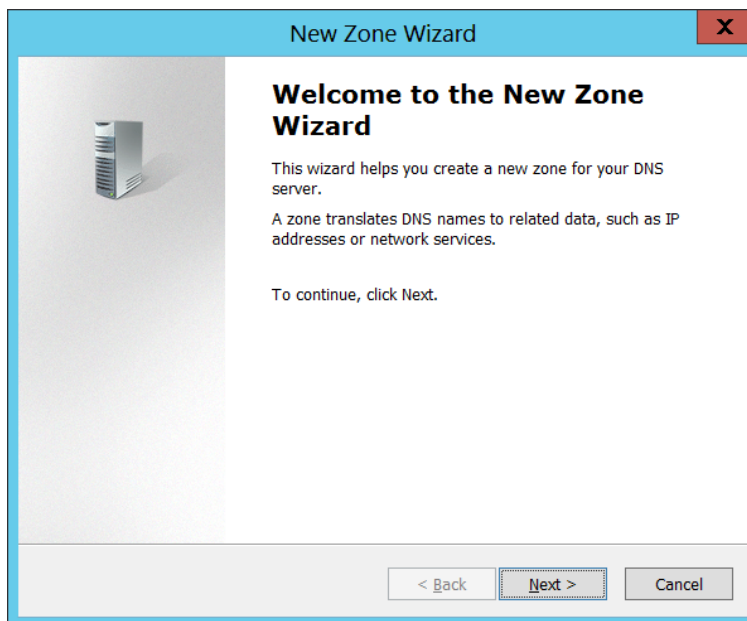 New Zone Wizard
X
Welcome to the New Zone
Wizard
This wizard helps you create a new zone for your DNS
server.
A zone translates DNS names to related data, such as IP
addresses or network services.
To continue, click Next.
< Back
Next >
Cancel